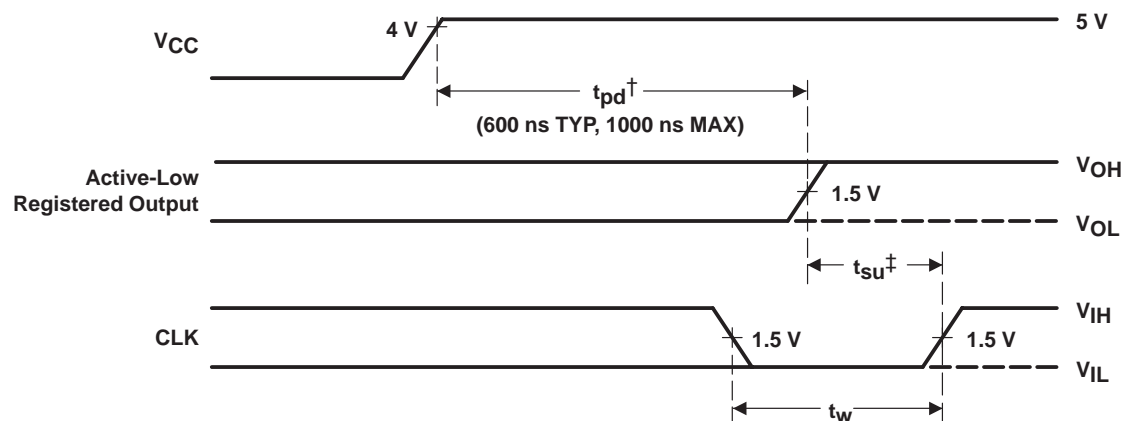 4 V
5 V
VCC
tpd†
(600 ns TYP, 1000 ns MAX)
Active-Low
Registered Output
VOH
1.5 V
VOL
tsu‡
CLK
VIH
1.5 V
1.5 V
VIL
tw